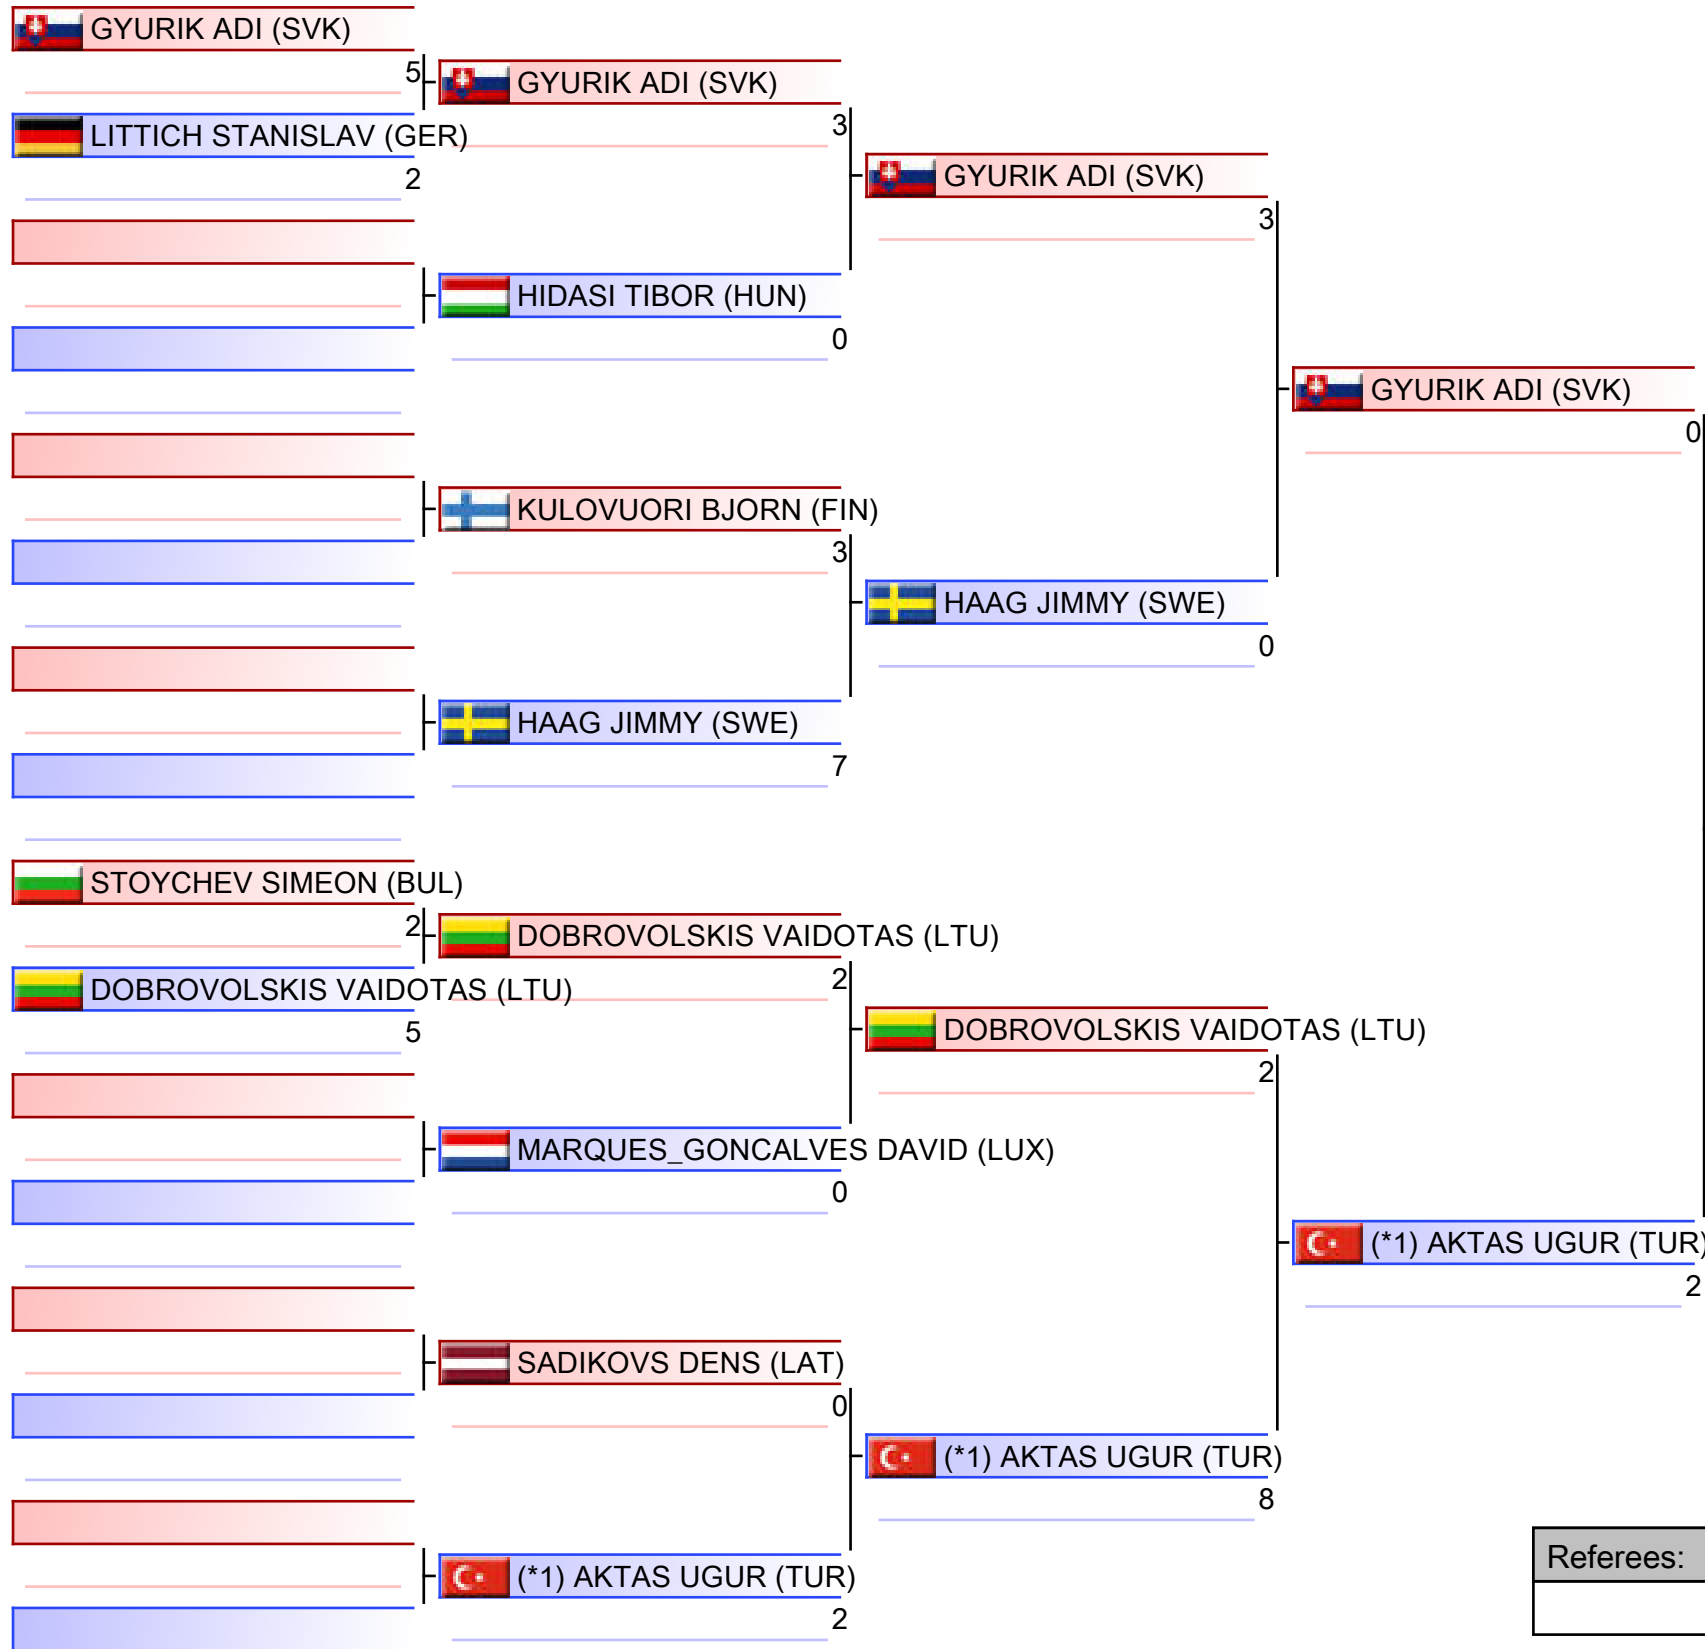 GYURIK ADI (SVK)
5
LITTICH STANISLAV (GER)
2
STOYCHEV SIMEON (BUL)
2
DOBROVOLSKIS VAIDOTAS (LTU)
5
GYURIK ADI (SVK)
3
HIDASI TIBOR (HUN)
0
KULOVUORI BJORN (FIN)
3
HAAG JIMMY (SWE)
7
DOBROVOLSKIS VAIDOTAS (LTU)
2
MARQUES_GONCALVES DAVID (LUX)
0
SADIKOVS DENS (LAT)
0
(*1) AKTAS UGUR (TUR)
2
GYURIK ADI (SVK)
3
HAAG JIMMY (SWE)
0
DOBROVOLSKIS VAIDOTAS (LTU)
2
(*1) AKTAS UGUR (TUR)
8
GYURIK ADI (SVK)
0
(*1) AKTAS UGUR (TUR)
2
Referees: